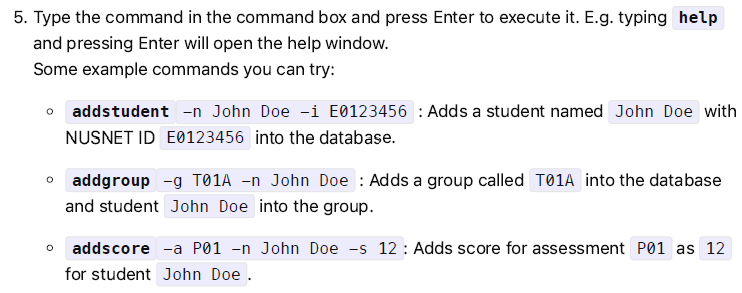 5. Type the command in the command box and press Enter to execute it. E.g. typing help
and pressing Enter will open the help window.
Some example commands you can try:
○ addstudent –n John Doe –i E0123456 : Adds a student named John Doe with
NUSNET ID E0123456 into the database.
○ addgroup –g T01A –n John Doe : Adds a group called T01A into the database
and student John Doe into the group.
○ addscore –a P01 –n John Doe –s 12 : Adds score for assessment P01 as 12
for student John Doe .